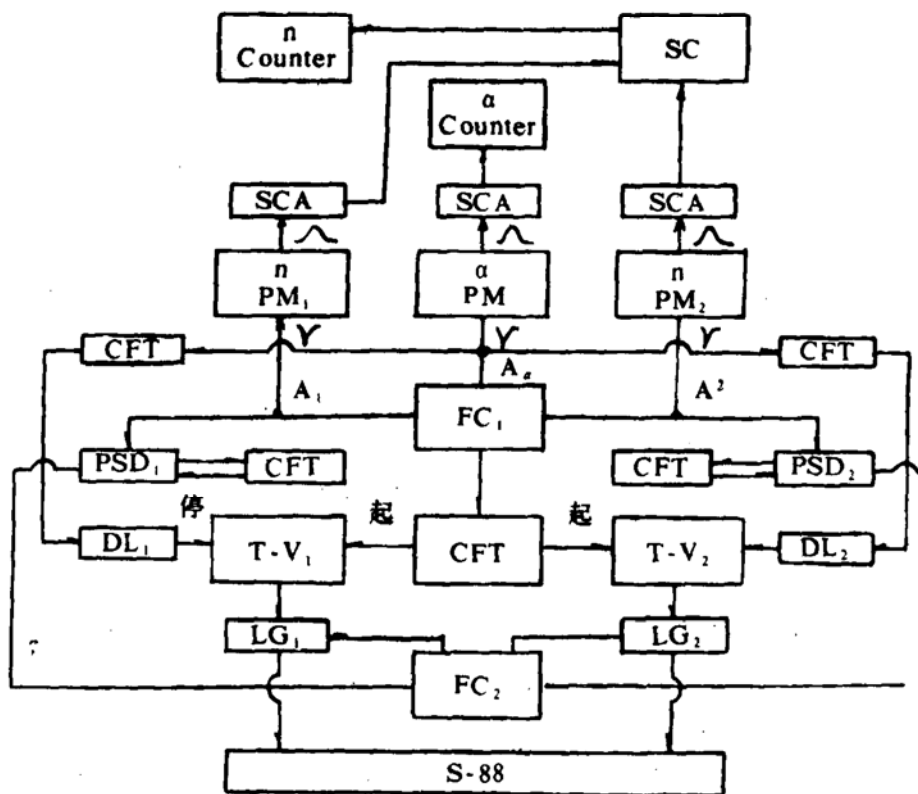 n
Counter
SC
α
Counter
SCA
SCA
SCA
n
PM₁
α
PM
n
PM₂
γ
γ
γ
CFT
CFT
A₁
Aₐ
A²
FC₁
PSD₁
CFT
CFT
PSD₂
停
起
起
DL₁
T-V₁
CFT
T-V₂
DL₂
LG₁
LG₂
FC₂
S-88